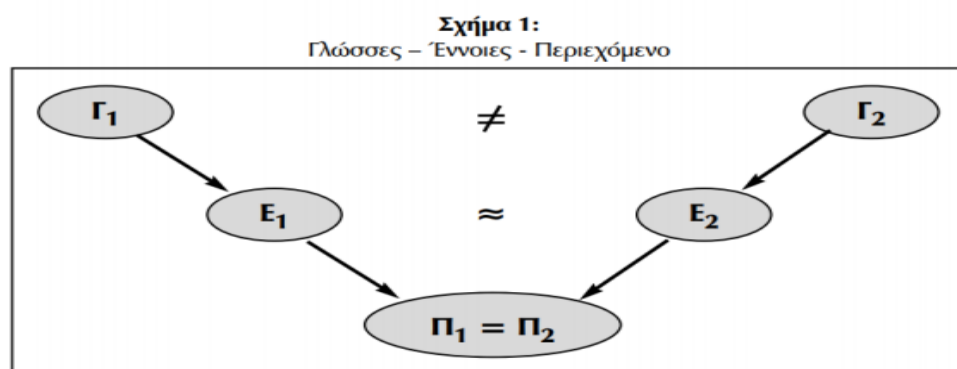 Σχήμα 1:
Γλώσσες – Έννοιες - Περιεχόμενο
Γ₁ ≠ Γ₂
Ε₁ ≈ Ε₂
Π₁ = Π₂